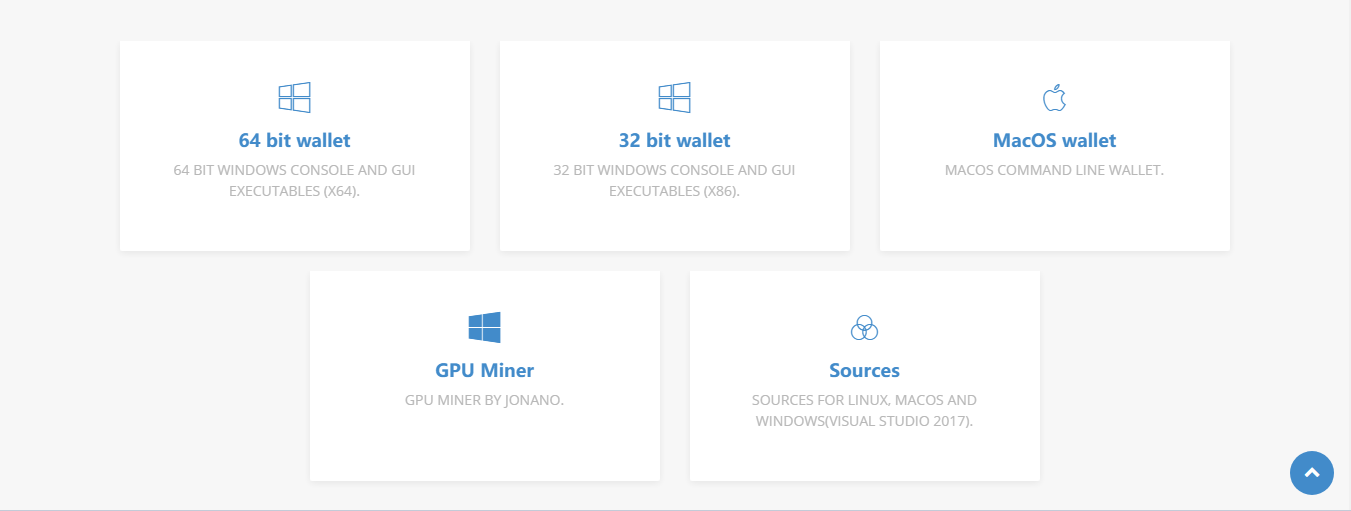 64 bit wallet
64 BIT WINDOWS CONSOLE AND GUI
EXECUTABLES (X64).
32 bit wallet
32 BIT WINDOWS CONSOLE AND GUI
EXECUTABLES (X86).
MacOS wallet
MACOS COMMAND LINE WALLET.
GPU Miner
GPU MINER BY JONANO.
Sources
SOURCES FOR LINUX, MACOS AND
WINDOWS(VISUAL STUDIO 2017).